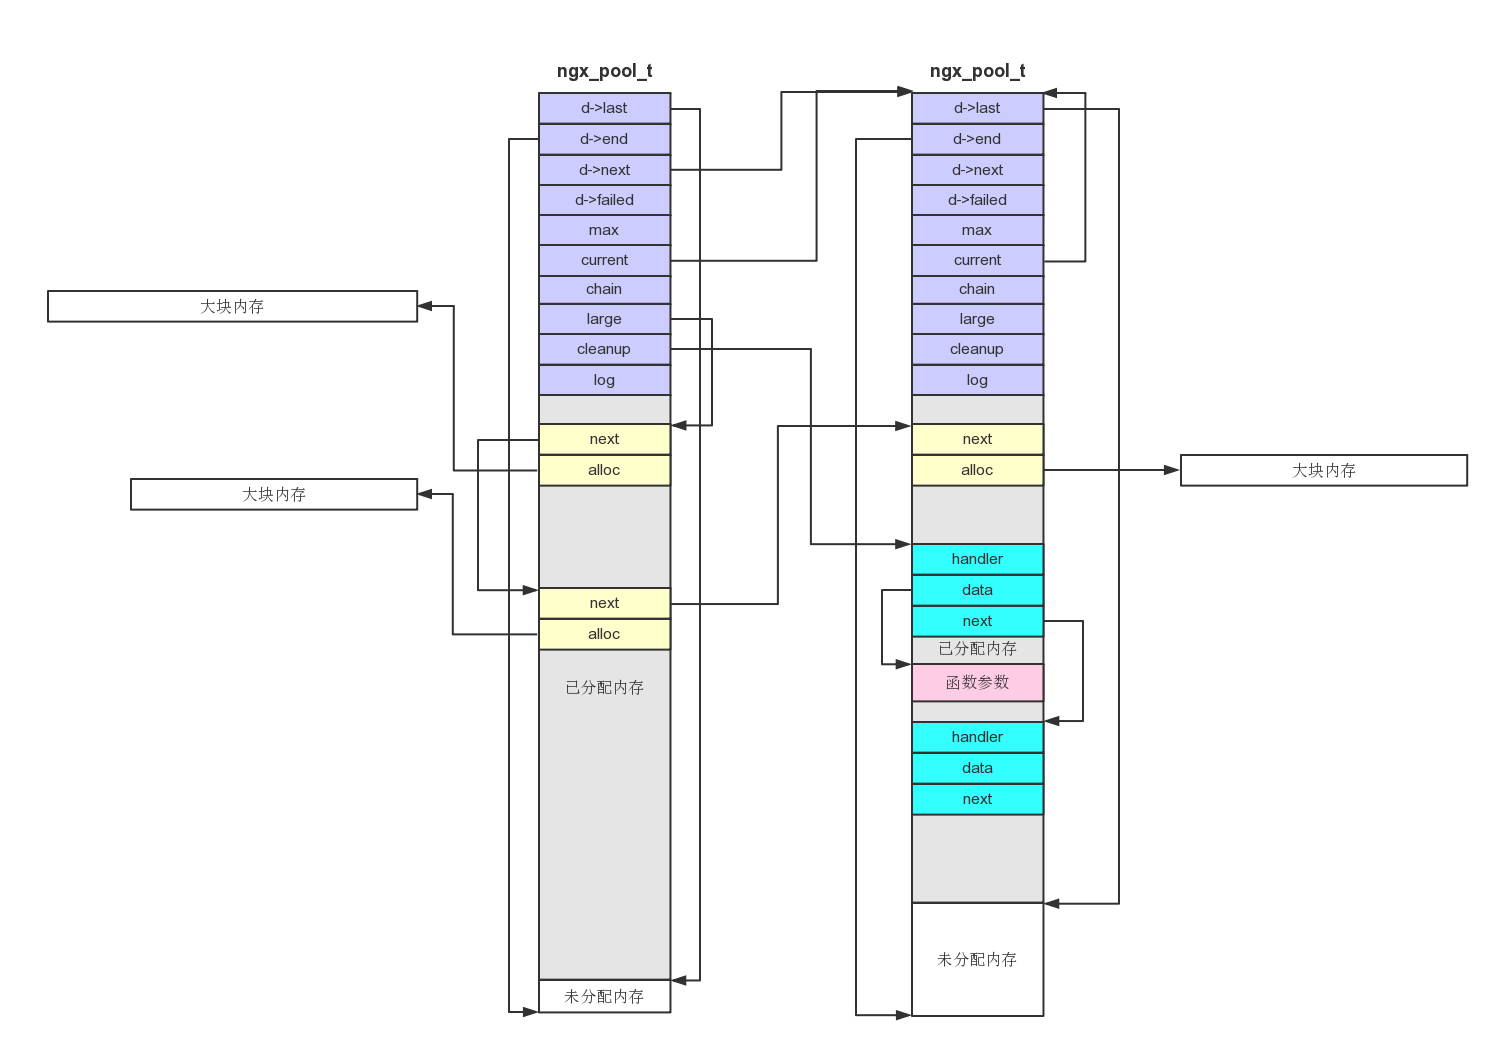 ngx_pool_t
d->last
d->end
d->next
d->failed
max
current
chain
large
cleanup
log
next
alloc
next
alloc
已分配内存
未分配内存
大块内存
大块内存
ngx_pool_t
d->last
d->end
d->next
d->failed
max
current
chain
large
cleanup
log
next
alloc
handler
data
next
已分配内存
函数参数
handler
data
next
未分配内存
大块内存